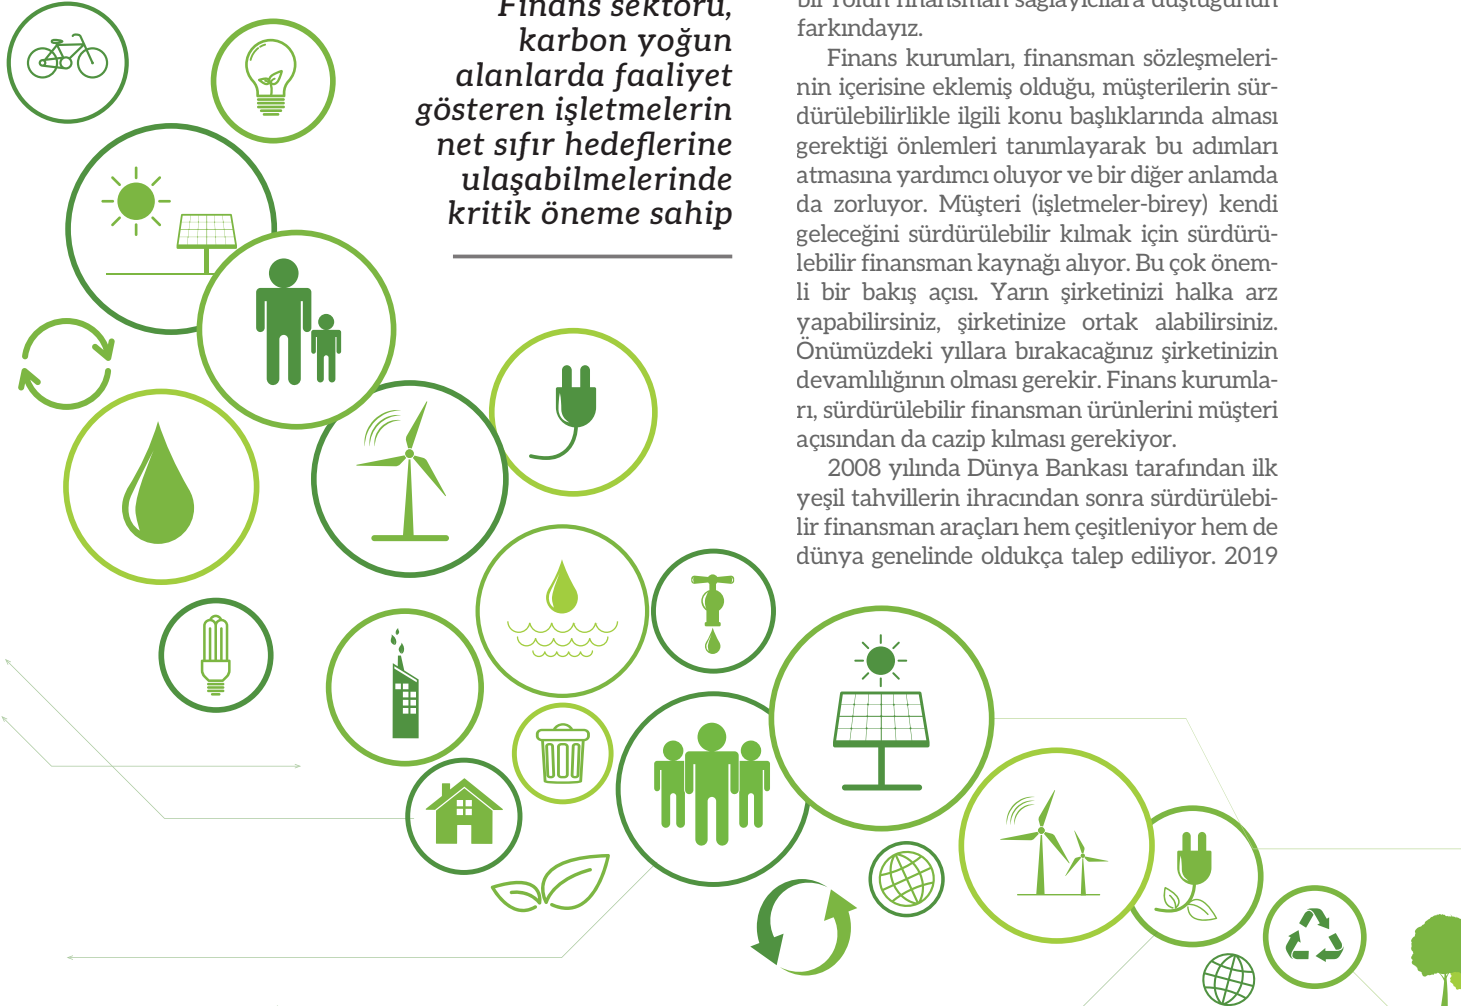 Finans sektörü,
karbon yoğun
alanlarda faaliyet
gösteren işletmelerin
net sıfır hedeflerine
ulaşabilmelerinde
kritik öneme sahip
bir rolün finansman sağlayıcılara düştüğünün
farkındayız.
Finans kurumları, finansman sözleşmeleri-
nin içerisine eklemiş olduğu, müşterilerin sür-
dürülebilirlikle ilgili konu başlıklarında alması
gerektiği önlemleri tanımlayarak bu adımları
atmasına yardımcı oluyor ve bir diğer anlamda
da zorluyor. Müşteri (işletmeler-birey) kendi
geleceğini sürdürülebilir kılmak için sürdürü-
lebilir finansman kaynağı alıyor. Bu çok önem-
li bir bakış açısı. Yarın şirketinizi halka arz
yapabilirsiniz, şirketinize ortak alabilirsiniz.
Önümüzdeki yıllara bırakacağınız şirketinizin
devamlılığının olması gerekir. Finans kurumla-
rı, sürdürülebilir finansman ürünlerini müşteri
açısından da cazip kılması gerekiyor.
2008 yılında Dünya Bankası tarafından ilk
yeşil tahvillerin ihracından sonra sürdürülebi-
lir finansman araçları hem çeşitleniyor hem de
dünya genelinde oldukça talep ediliyor. 2019